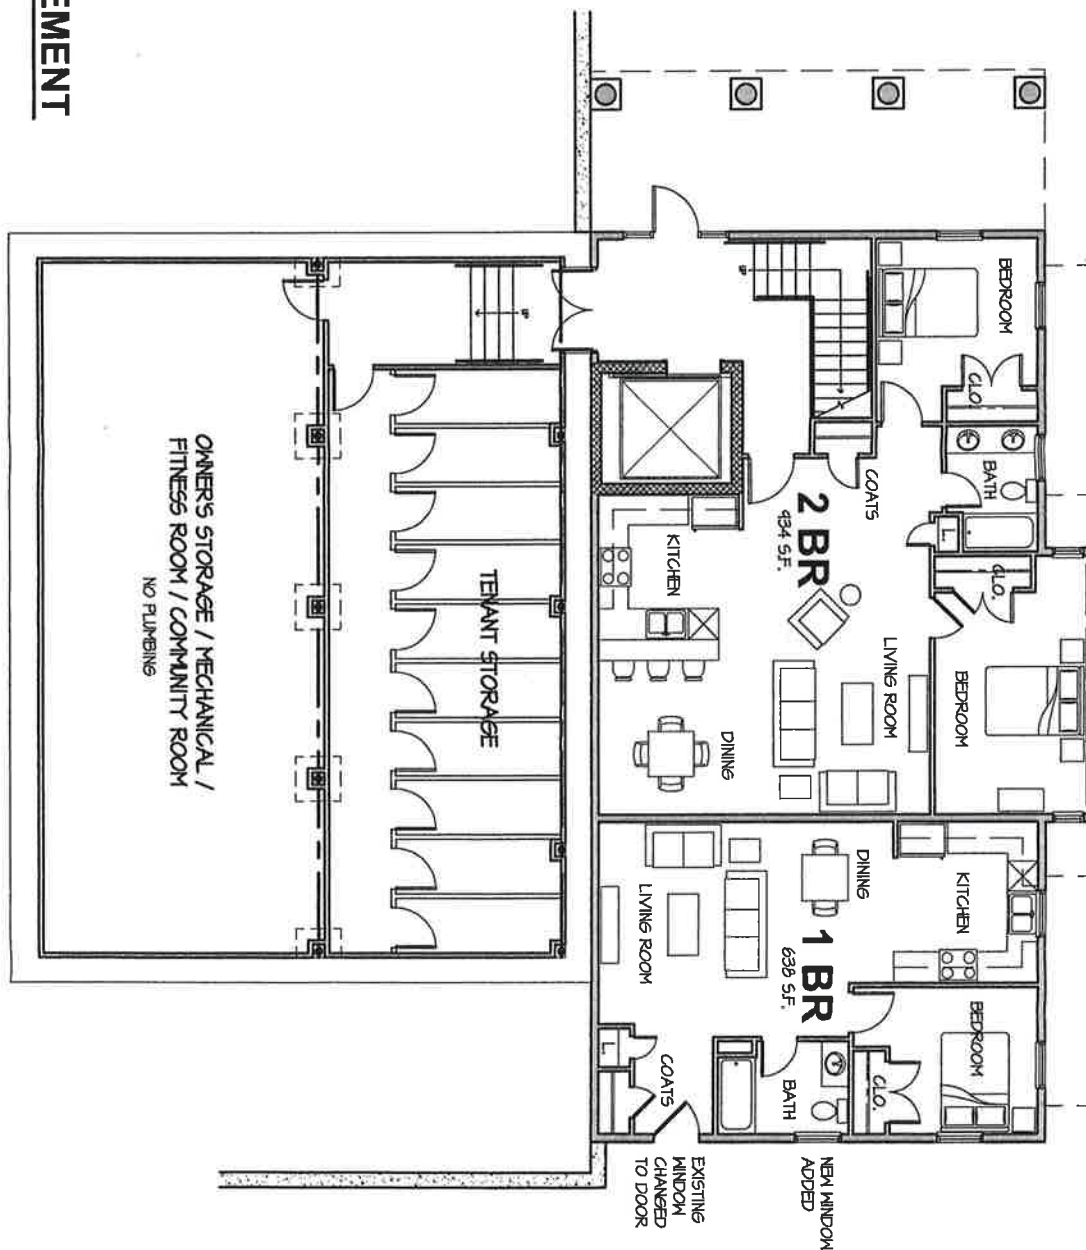 BEDROOM
CLO.
BATH
L.
CLO.
BEDROOM
COATS
2 BR
934 S.F.
KITCHEN
LIVING ROOM
DINING
KITCHEN
DINING
1 BR
638 S.F.
LIVING ROOM
BEDROOM
CLO.
BATH
COATS
L.
NEW WINDOW
ADDED
EXISTING
WINDOW
CHANGED
TO DOOR
UP
UP
TENANT STORAGE
OWNER'S STORAGE / MECHANICAL /
FITNESS ROOM / COMMUNITY ROOM
NO PLUMBING
EMENT